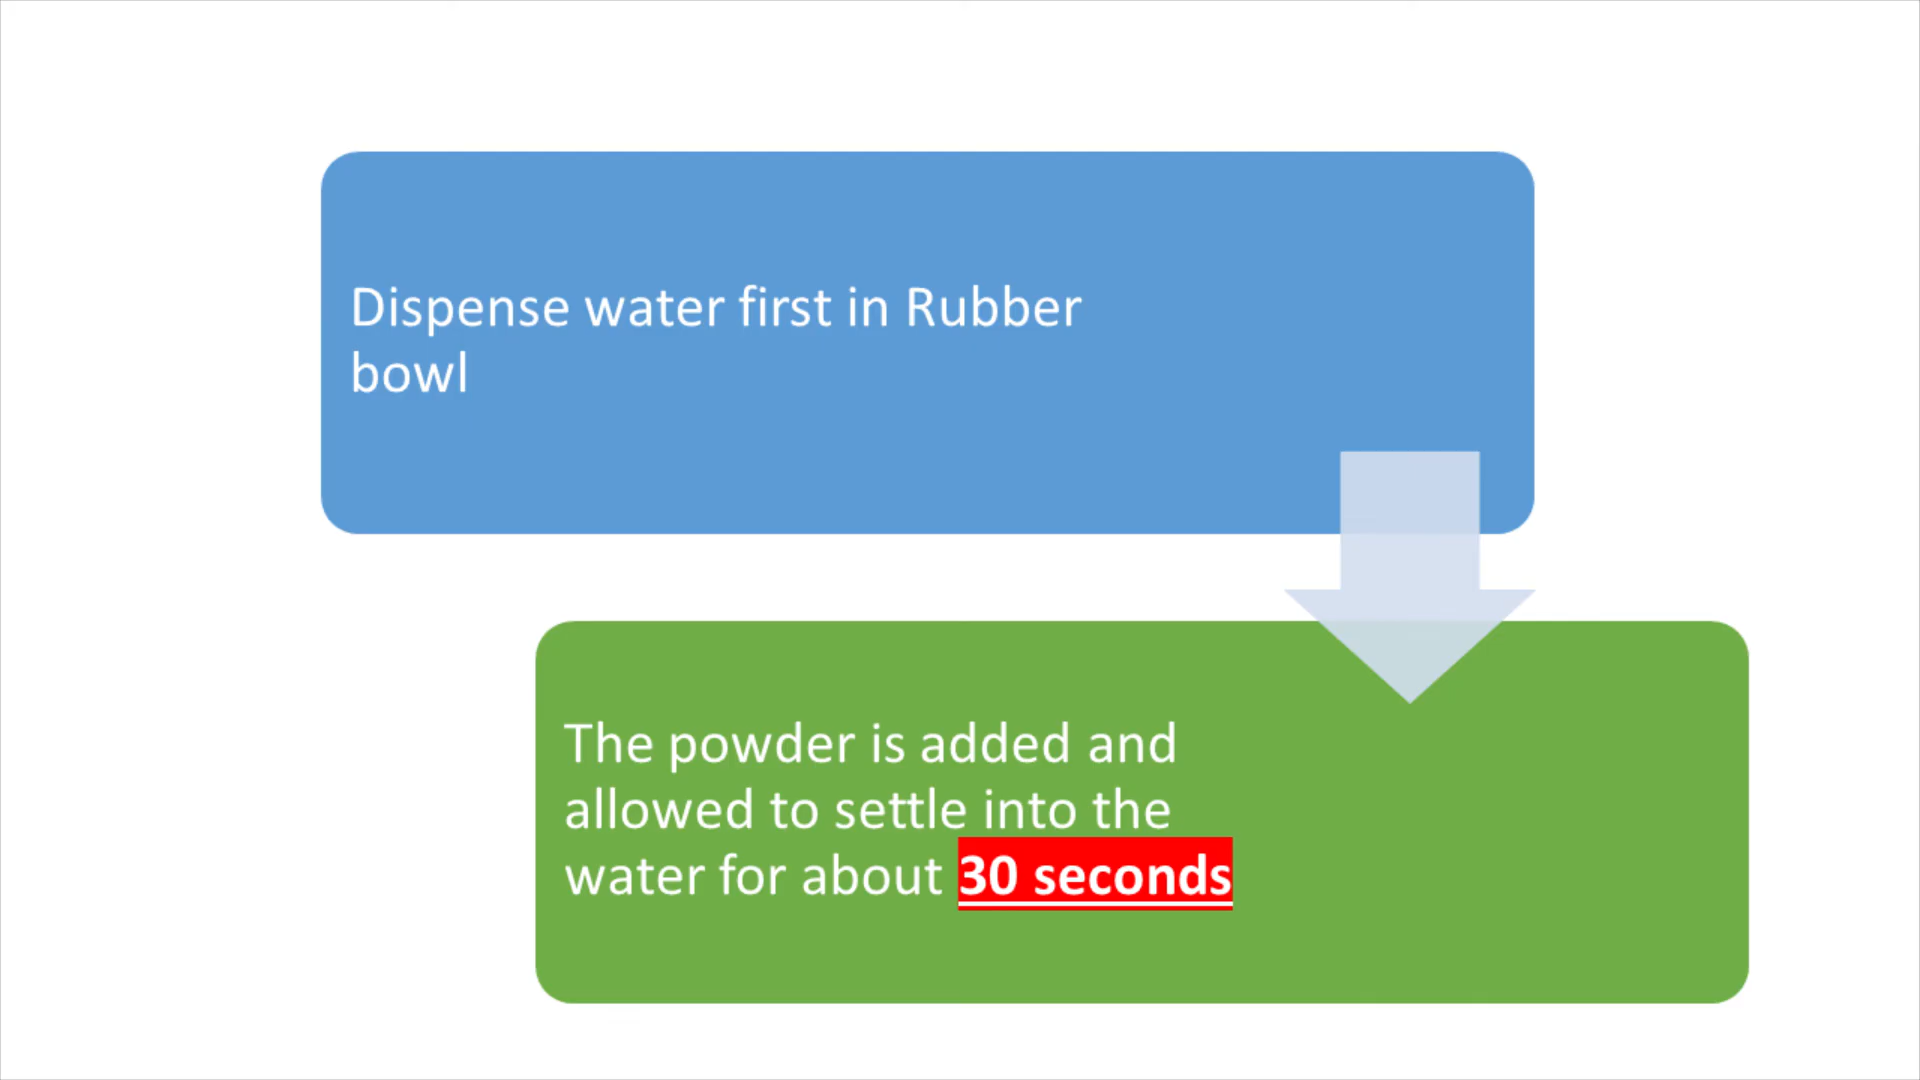 Dispense water first in Rubber
bowl
The powder is added and
allowed to settle into the
water for about 30 seconds